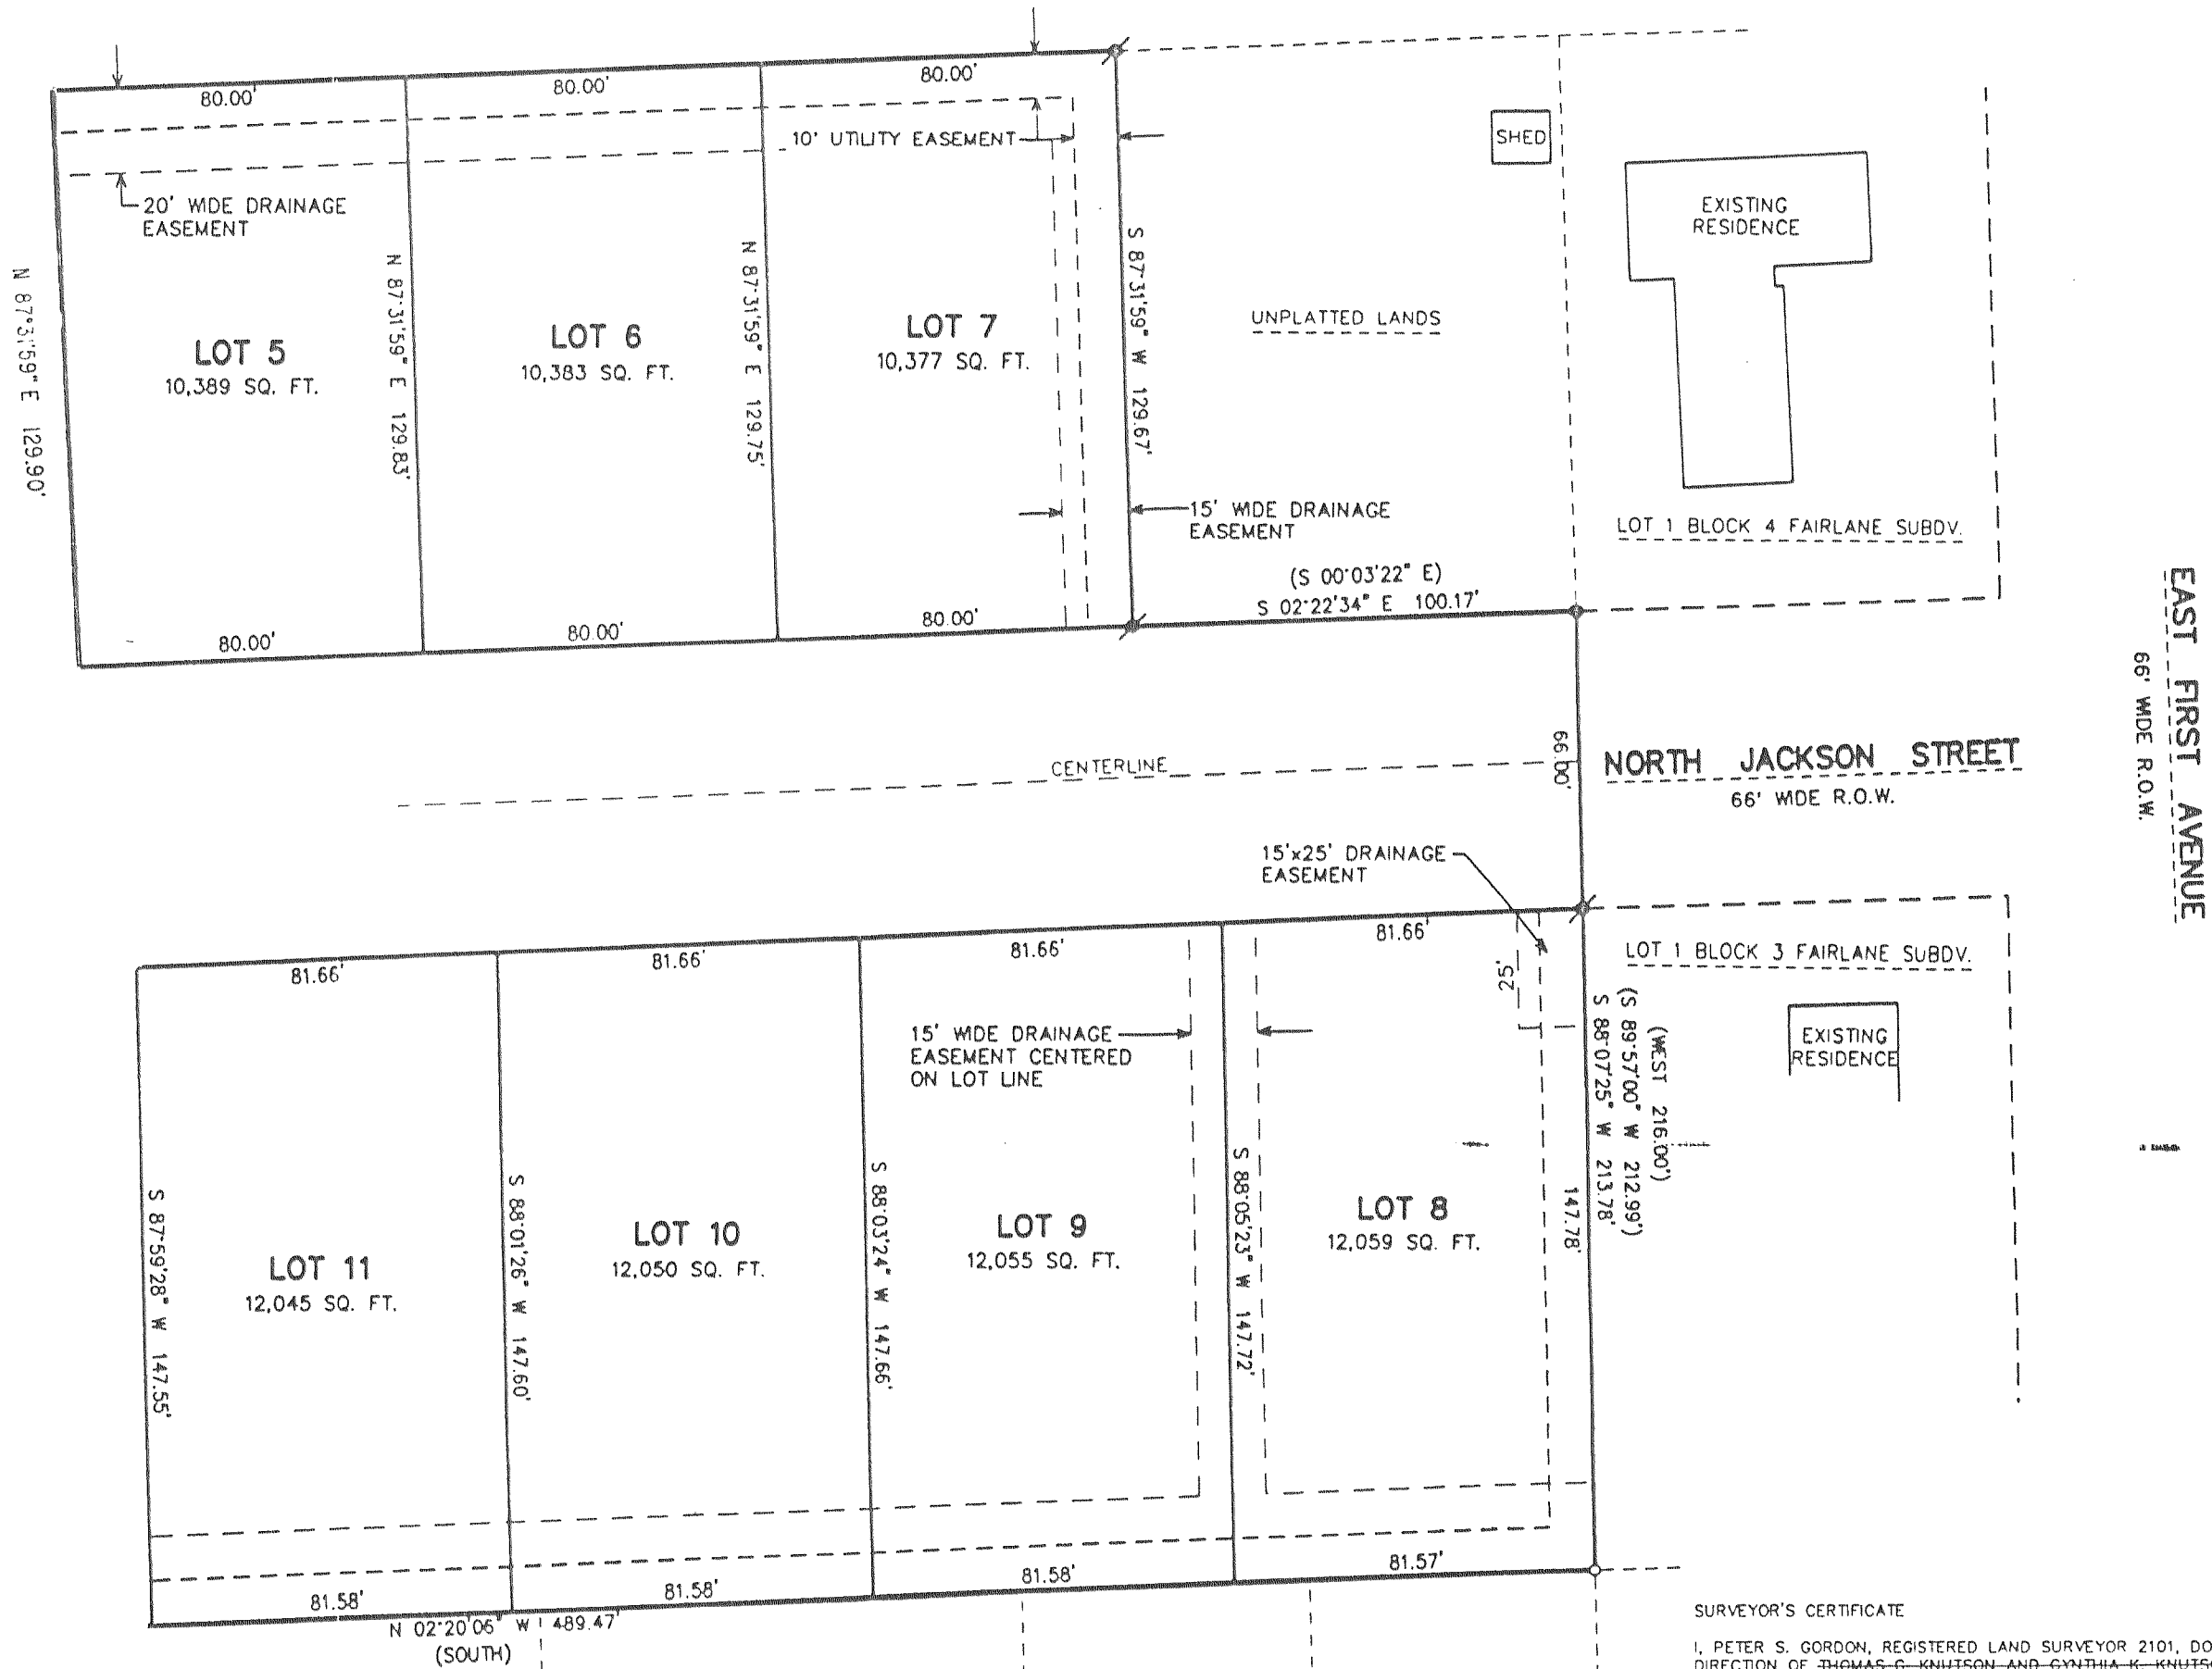 80.00'
80.00'
80.00'
10' UTILITY EASEMENT
20' WIDE DRAINAGE
EASEMENT
SHED
EXISTING
RESIDENCE
N 87°31'59" E 129.90'
LOT 5
10,389 SQ. FT.
N 87°31'59" E 129.83'
LOT 6
10,383 SQ. FT.
N 87°31'59" E 129.75'
LOT 7
10,377 SQ. FT.
S 87°31'59" W 129.67'
UNPLATTED LANDS
15' WIDE DRAINAGE
EASEMENT
LOT 1 BLOCK 4 FAIRLANE SUBDV.
(S 00°03'22" E)
S 02°22'34" E 100.17'
80.00'
80.00'
80.00'
EAST FIRST AVENUE
66' WIDE R.O.W.
CENTERLINE
66.00'
NORTH JACKSON STREET
66' WIDE R.O.W.
15'x25' DRAINAGE
EASEMENT
81.66'
81.66'
81.66'
81.66'
25'
LOT 1 BLOCK 3 FAIRLANE SUBDV.
15' WIDE DRAINAGE
EASEMENT CENTERED
ON LOT LINE
(WEST 216.00')
(S 89°57'00" W 212.99')
S 88°07'25" W 213.78'
147.78'
EXISTING
RESIDENCE
S 87°59'28" W 147.55'
LOT 11
12,045 SQ. FT.
S 88°01'26" W 147.60'
LOT 10
12,050 SQ. FT.
S 88°03'24" W 147.66'
LOT 9
12,055 SQ. FT.
S 88°05'23" W 147.72'
LOT 8
12,059 SQ. FT.
81.58'
81.58'
81.58'
81.57'
N 02°20'06" W 489.47'
(SOUTH)
SURVEYOR'S CERTIFICATE
I, PETER S. GORDON, REGISTERED LAND SURVEYOR 2101, DO
DIRECTION OF THOMAS G. KNUTSON AND CYNTHIA K. KNUTSO